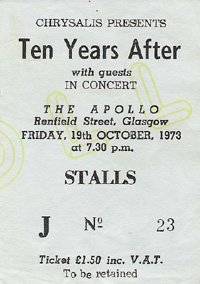 CHRYSALIS PRESENTS
Ten Years After
with guests
IN CONCERT
THE APOLLO
Renfield Street, Glasgow
FRIDAY, 19th OCTOBER, 1973
at 7.30 p.m.
STALLS
J Nº 23
Ticket £1.50 inc. V.A.T.
To be retained